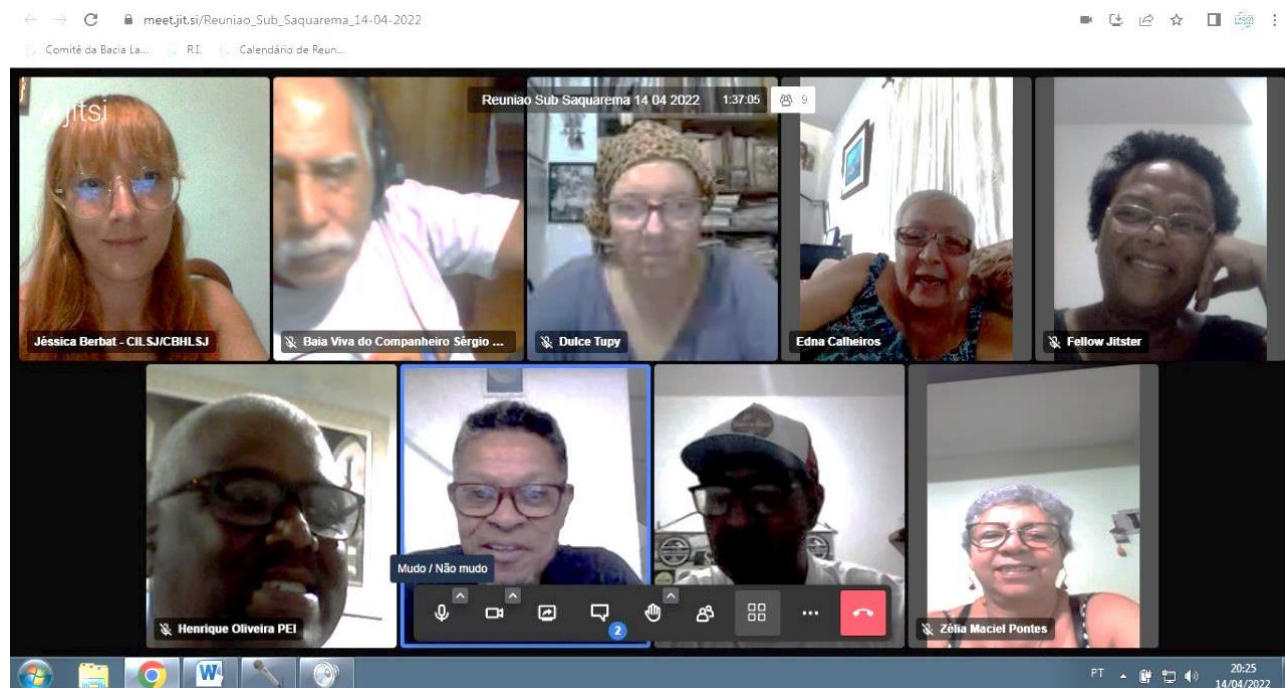 meet.jit.si/Reuniao_Sub_Saquarema_14-04-2022
Comitê da Bacia La... R.I. Calendário de Reun...
jitsi
Reuniao Sub Saquarema 14 04 2022 1:37:05 9
Jéssica Berbat - CILSJ/CBHLSJ
Baia Viva do Companheiro Sérgio ...
Dulce Tupy
Edna Calheiros
Fellow Jitster
Mudo / Não mudo
2
Henrique Oliveira PEI
Zélia Maciel Pontes
W
PT
20:25
14/04/2022